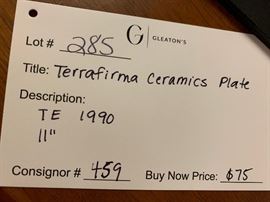 Lot # 285
G | GLEATON'S
Title: Terrafirma Ceramics Plate
Description:
TE 1990
11"
Consignor # 459 Buy Now Price: $75